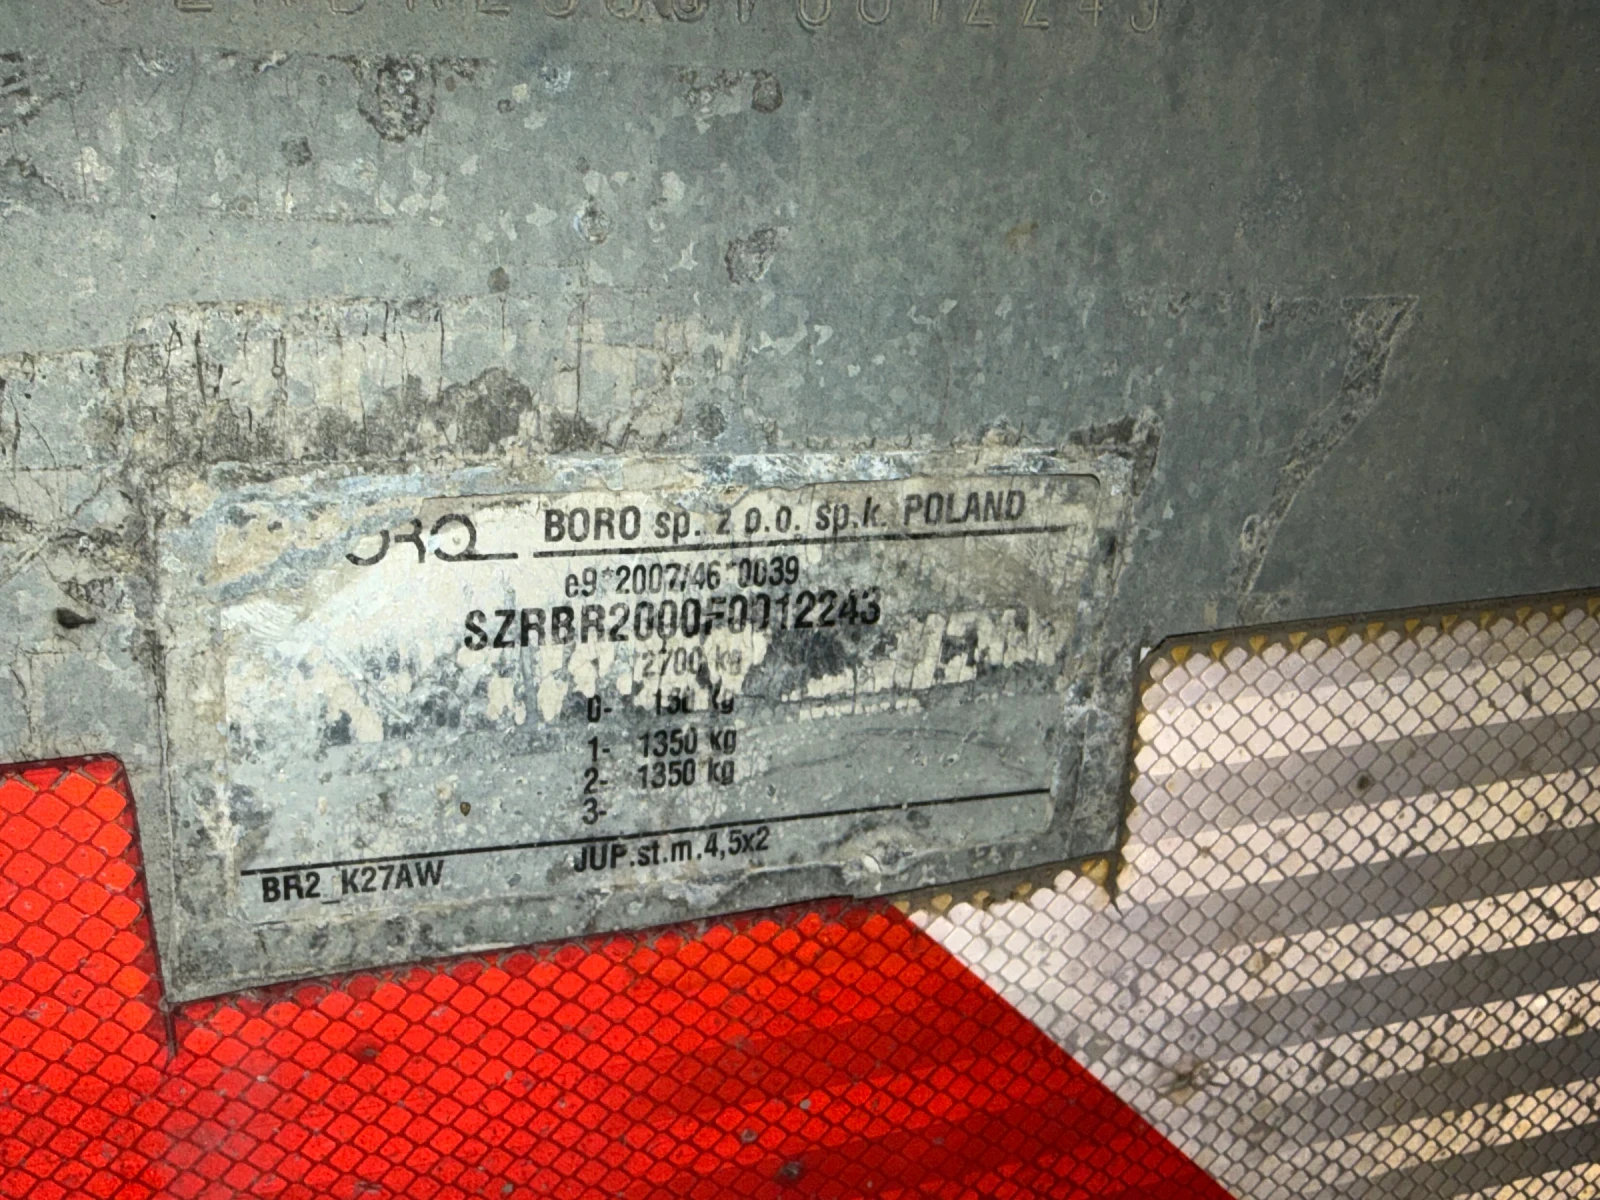 BORO sp. z o.o. sp.k. POLAND
e9*2007/46*0039
SZRBR2000F0012243
2700 kg
0- 150 kg
1- 1350 kg
2- 1350 kg
3-
BR2_K27AW JUP.st.m.4,5x2